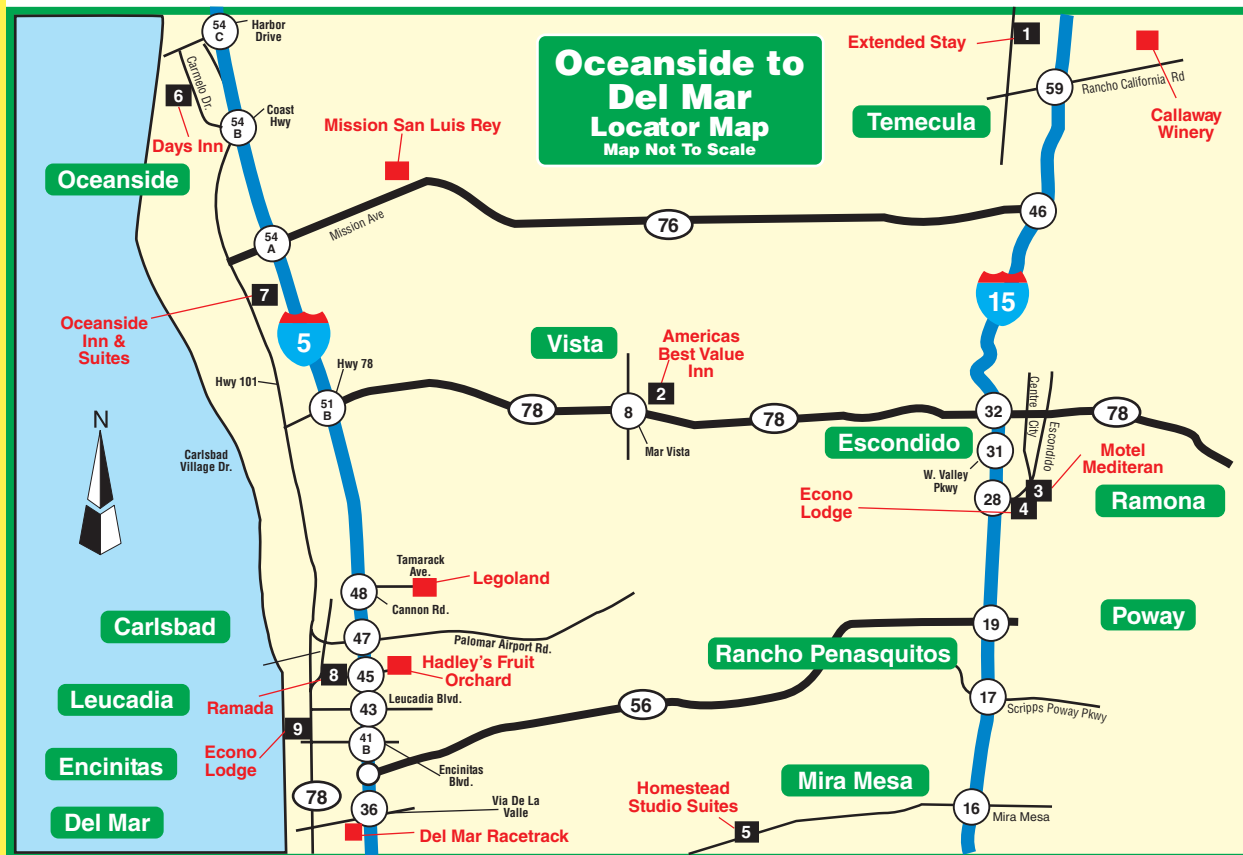 Oceanside to
Del Mar
Locator Map
Map Not To Scale
54
C
Harbor
Drive
Carmelo Dr.
6
Days Inn
54
B
Coast
Hwy
Mission San Luis Rey
Extended Stay
1
59
Rancho California Rd
Callaway
Winery
Temecula
Oceanside
54
A
Mission Ave
76
46
7
Oceanside
Inn &
Suites
5
15
Vista
Americas
Best Value
Inn
2
Hwy 101
Hwy 78
51
B
78
8
Mar Vista
78
32
Centre City
Escondido
78
N
Carlsbad
Village Dr.
Escondido
31
W. Valley
Pkwy
28
Motel
Mediteran
3
4
Econo
Lodge
Ramona
Tamarack
Ave.
Legoland
48
Cannon Rd.
Carlsbad
47
Palomar Airport Rd.
19
Poway
Rancho Penasquitos
8
45
Hadley's Fruit
Orchard
Leucadia
Ramada
43
Leucadia Blvd.
56
17
Scripps Poway Pkwy
9
Econo
Lodge
41
B
Encinitas
Blvd.
Encinitas
78
36
Via De La
Valle
Homestead
Studio Suites
5
Mira Mesa
16
Mira Mesa
Del Mar
Del Mar Racetrack